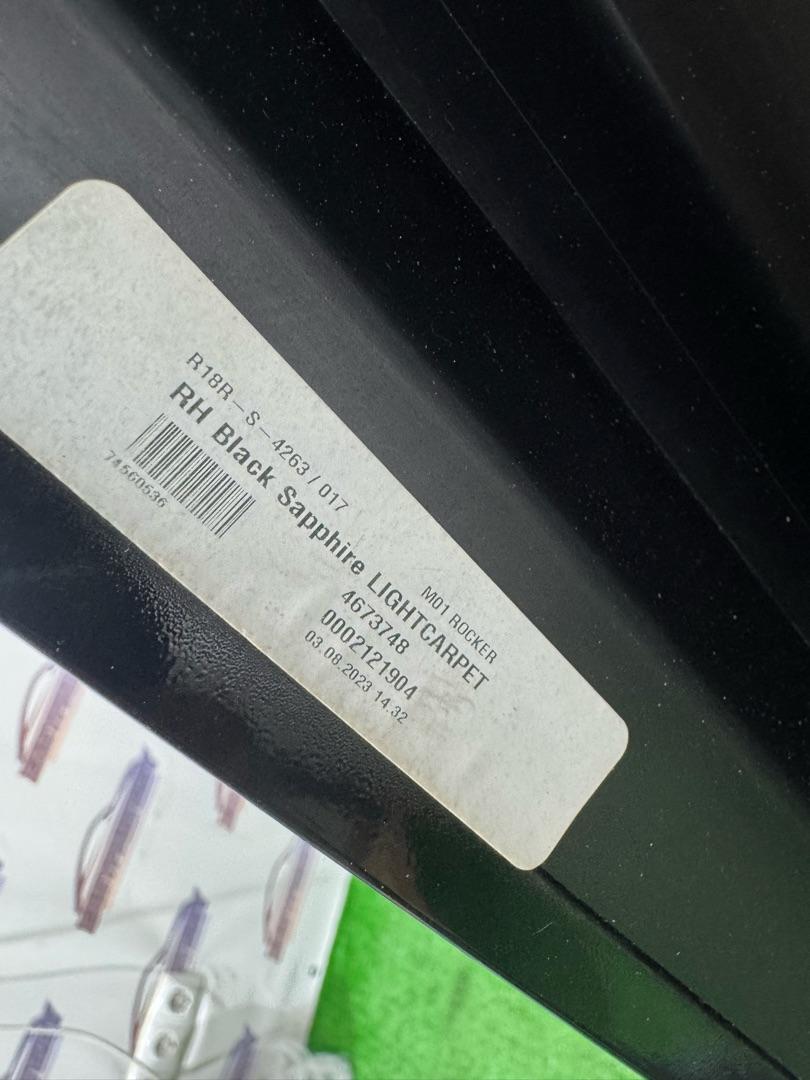 R18R – S – 4263 / 017
RH Black Sapphire LIGHTCARPET
74560536
M01 ROCKER
4673748
0002121904
03.08.2023 14.32